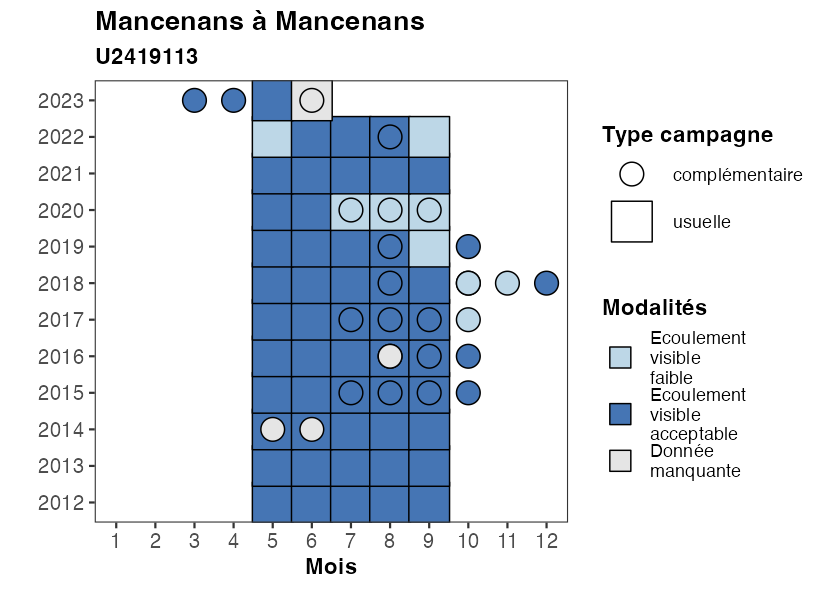 Mancenans à Mancenans
U2419113
2023
2022
2021
2020
2019
2018
2017
2016
2015
2014
2013
2012
1 2 3 4 5 6 7 8 9 10 11 12
Mois
Type campagne
complémentaire
usuelle
Modalités
Ecoulement
visible
faible
Ecoulement
visible
acceptable
Donnée
manquante